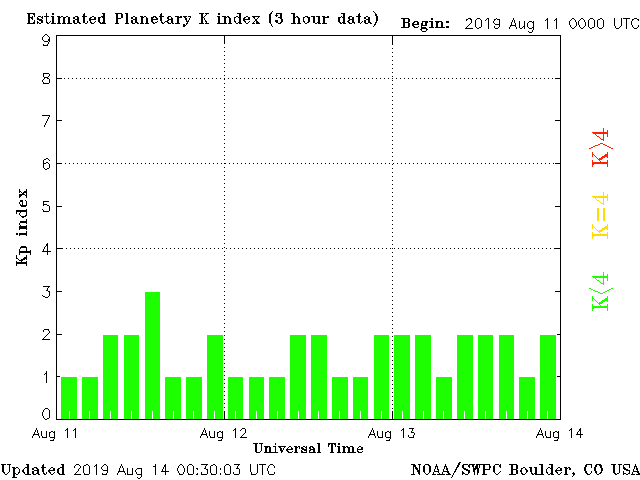 Estimated Planetary K index (3 hour data) Begin: 2019 Aug 11 0000 UTC
9
8
7
6
5
4
3
2
1
0
Kp index
K>4
K=4
K<4
Aug 11 Aug 12 Aug 13 Aug 14
Universal Time
Updated 2019 Aug 14 00:30:03 UTC NOAA/SWPC Boulder, CO USA